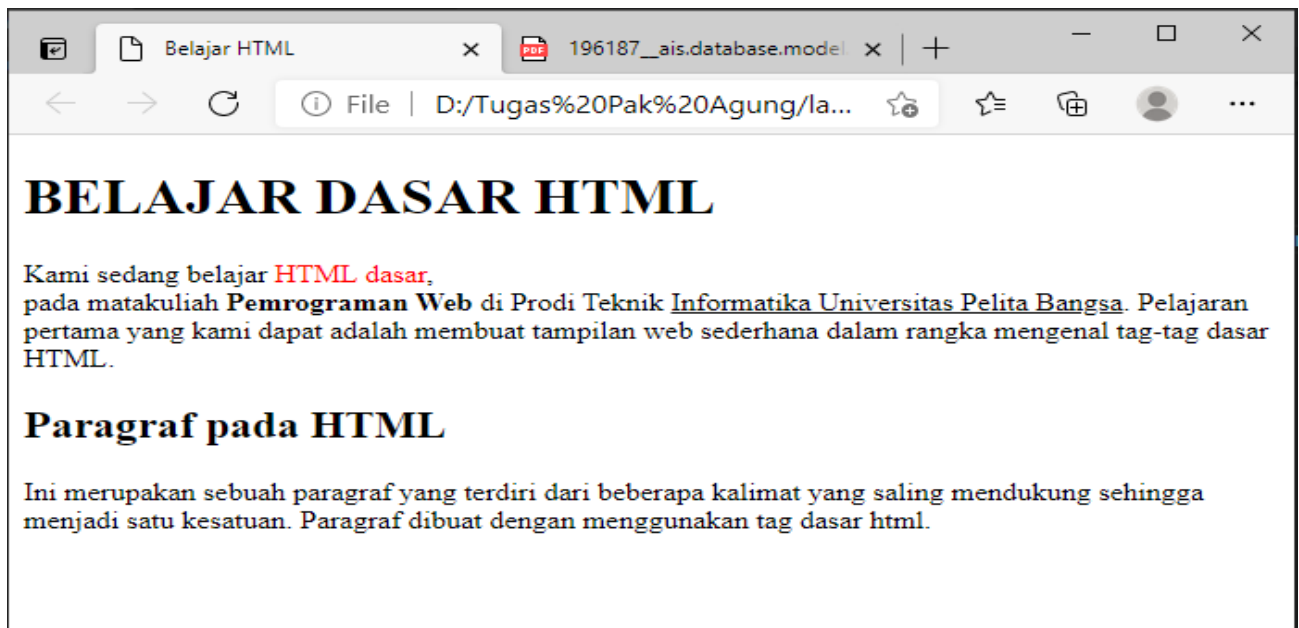 Belajar HTML
196187__ais.database.model
File
D:/Tugas%20Pak%20Agung/la...
BELAJAR DASAR HTML
Kami sedang belajar HTML dasar,
pada matakuliah Pemrograman Web di Prodi Teknik Informatika Universitas Pelita Bangsa. Pelajaran
pertama yang kami dapat adalah membuat tampilan web sederhana dalam rangka mengenal tag-tag dasar
HTML.
Paragraf pada HTML
Ini merupakan sebuah paragraf yang terdiri dari beberapa kalimat yang saling mendukung sehingga
menjadi satu kesatuan. Paragraf dibuat dengan menggunakan tag dasar html.